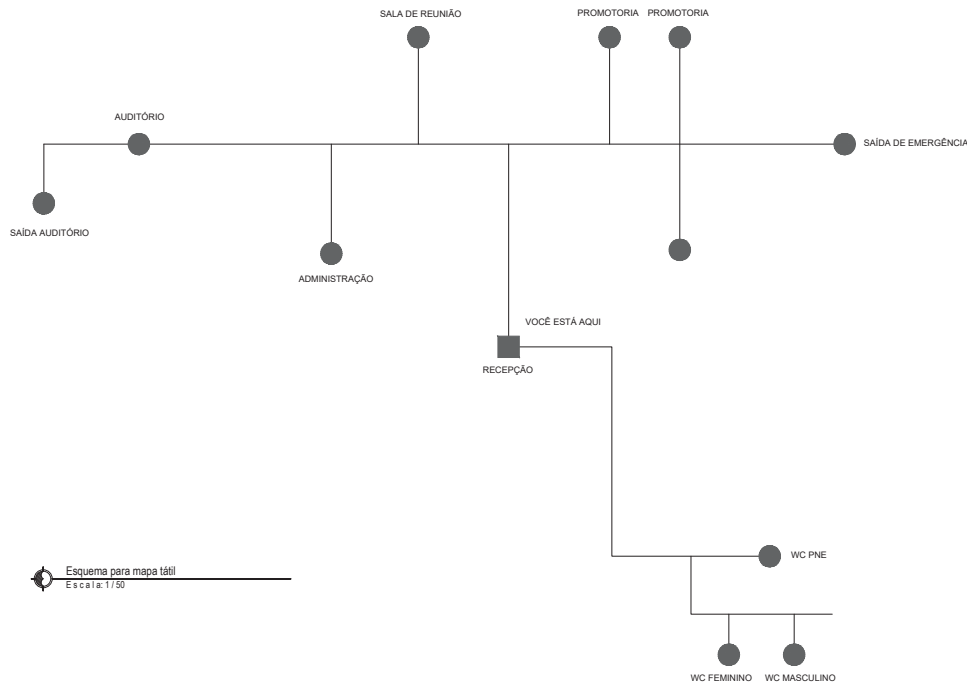 SALA DE REUNIÃO
PROMOTORIA
PROMOTORIA
AUDITÓRIO
SAÍDA DE EMERGÊNCIA
SAÍDA AUDITÓRIO
ADMINISTRAÇÃO
VOCÊ ESTÁ AQUI
RECEPÇÃO
WC PNE
Esquema para mapa tátil
Escala: 1 / 50
WC FEMININO
WC MASCULINO